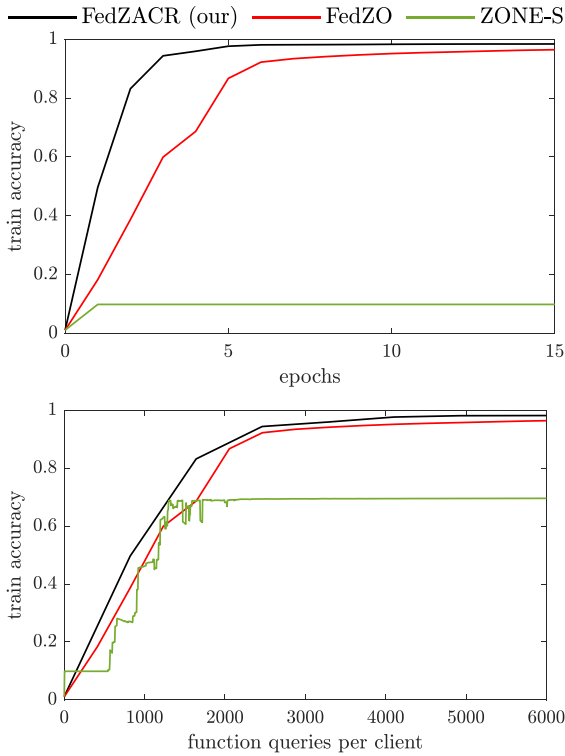 FedZACR (our) FedZO ZONE-S
1
0.8
0.6
0.4
0.2
0
train accuracy
0 5 10 15
epochs
1
0.8
0.6
0.4
0.2
0
train accuracy
0 1000 2000 3000 4000 5000 6000
function queries per client